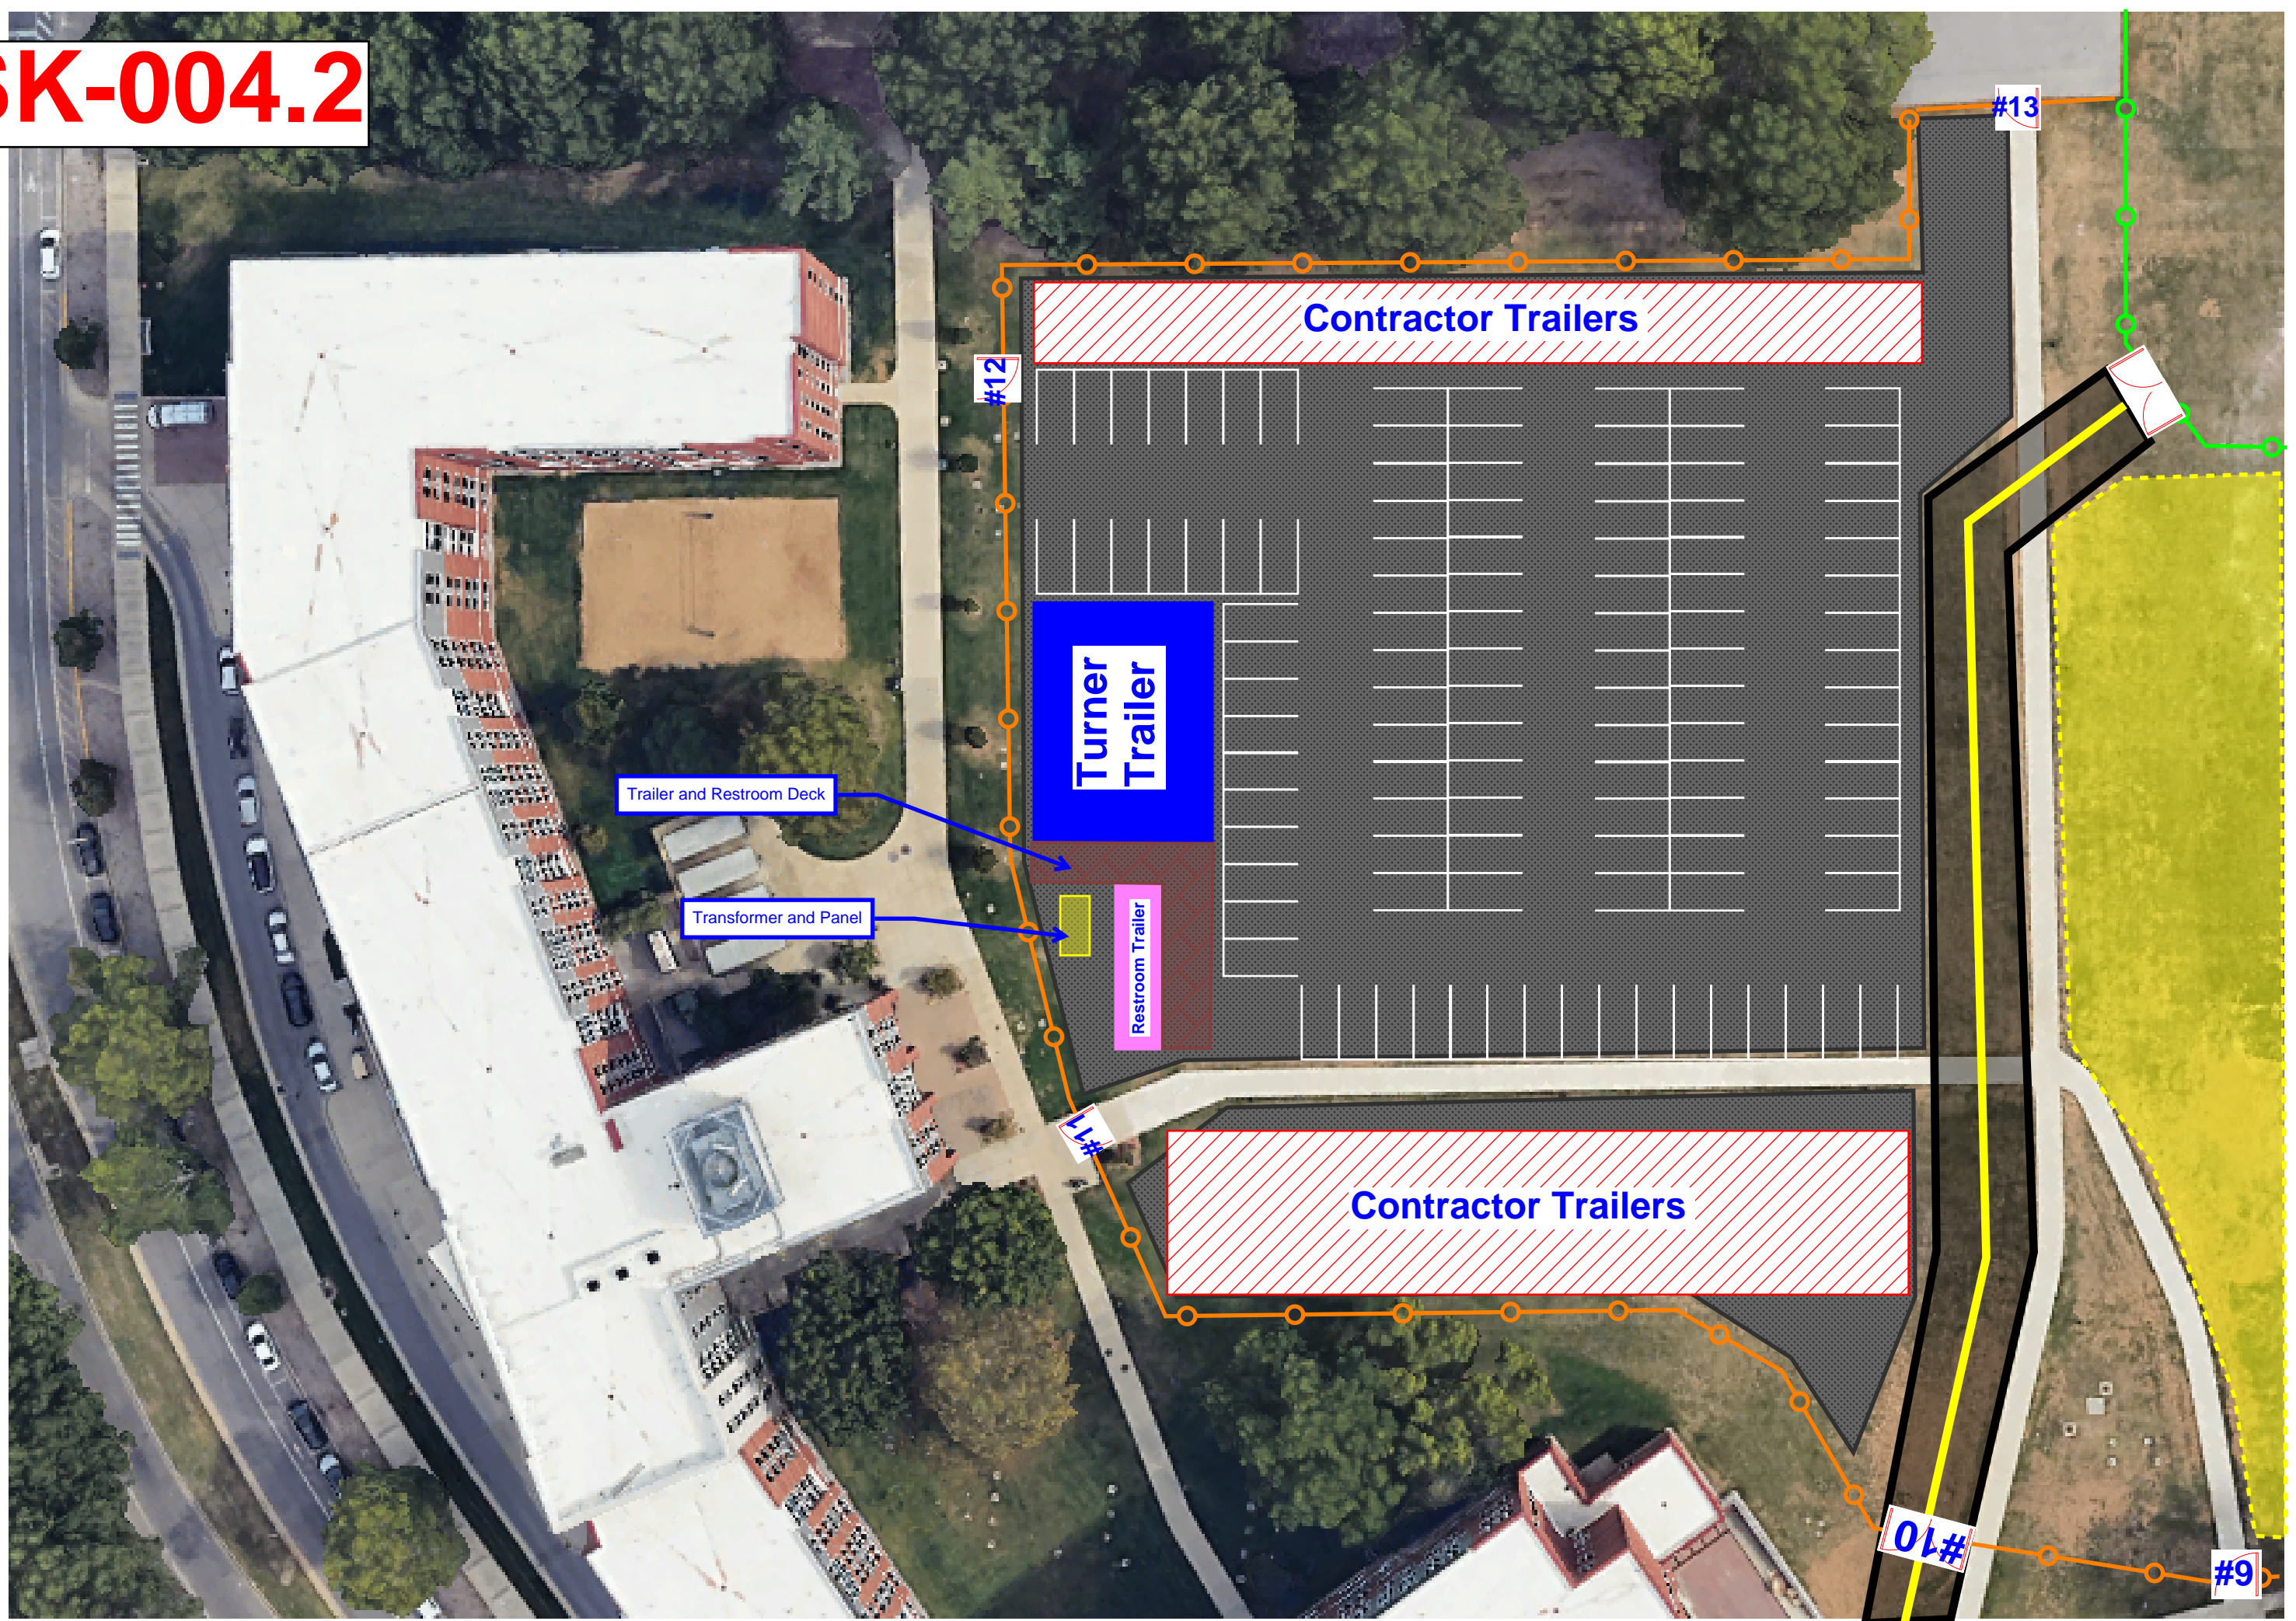 SK-004.2
#13
Contractor Trailers
#12
Turner
Trailer
Trailer and Restroom Deck
Transformer and Panel
Restroom Trailer
#11
Contractor Trailers
#10
#9